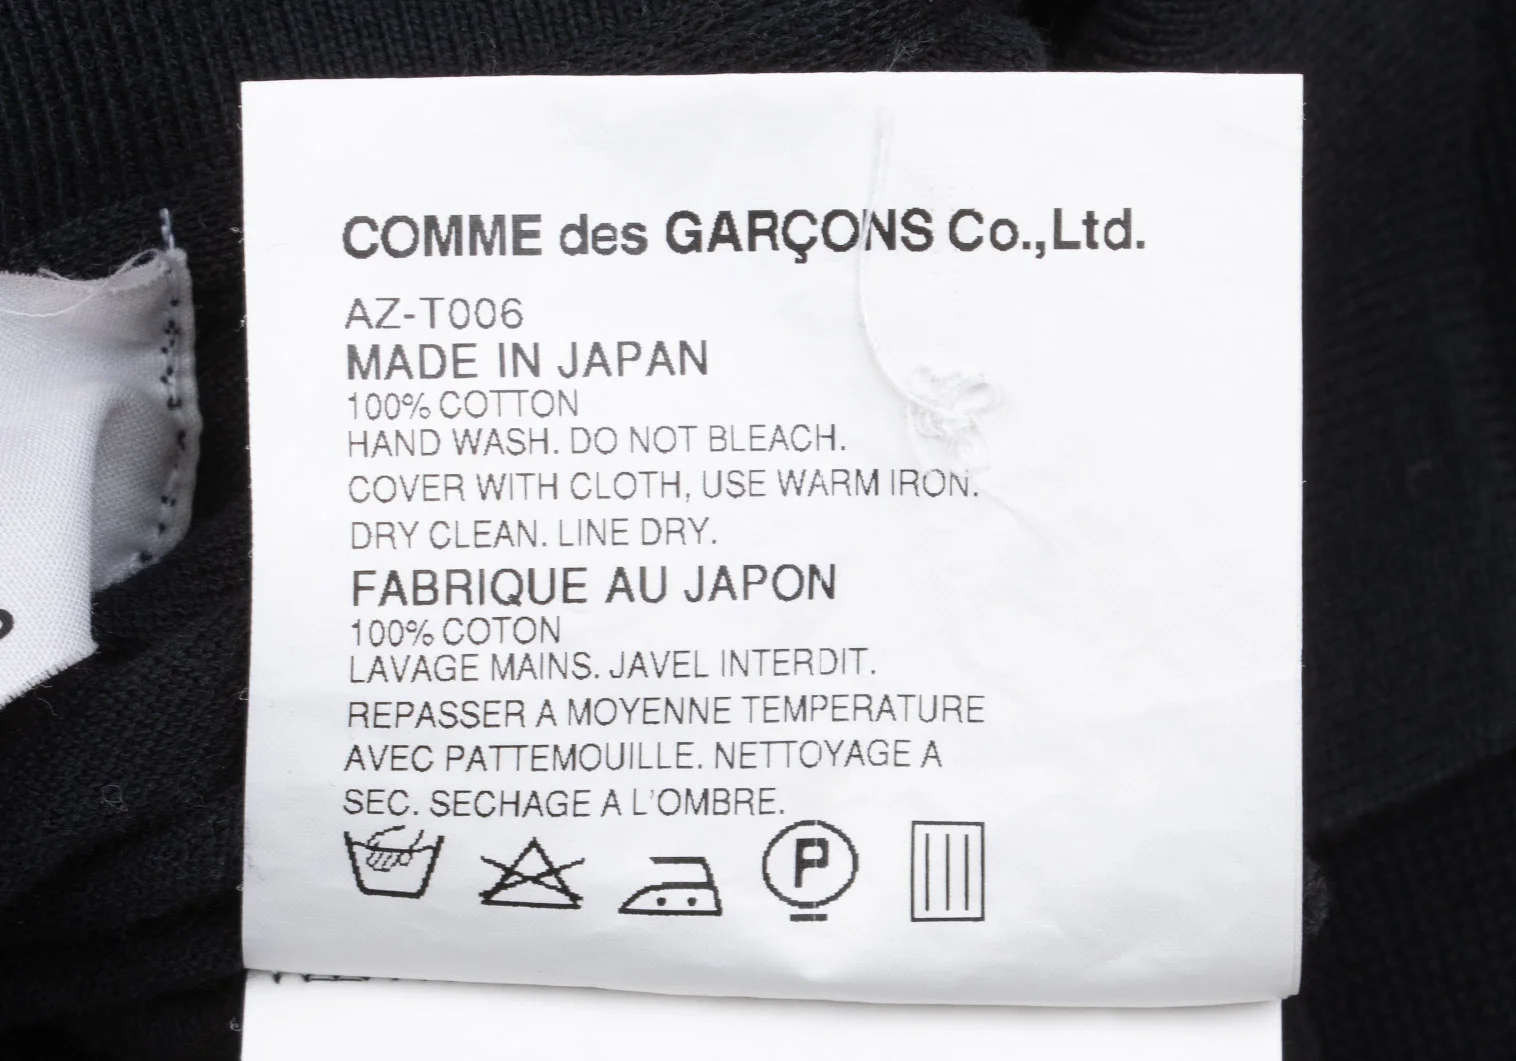 COMME des GARÇONS Co.,Ltd.
AZ-T006
MADE IN JAPAN
100% COTTON
HAND WASH. DO NOT BLEACH.
COVER WITH CLOTH, USE WARM IRON.
DRY CLEAN. LINE DRY.
FABRIQUE AU JAPON
100% COTON
LAVAGE MAINS. JAVEL INTERDIT.
REPASSER A MOYENNE TEMPERATURE
AVEC PATTEMOUILLE. NETTOYAGE A
SEC. SECHAGE A L'OMBRE.
P